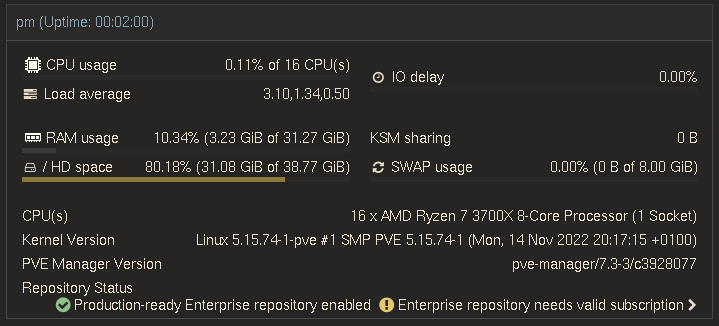 pm (Uptime: 00:02:00)
CPU usage 0.11% of 16 CPU(s)
IO delay 0.00%
Load average 3.10,1.34,0.50
RAM usage 10.34% (3.23 GiB of 31.27 GiB)
KSM sharing 0 B
/ HD space 80.18% (31.08 GiB of 38.77 GiB)
SWAP usage 0.00% (0 B of 8.00 GiB)
CPU(s) 16 x AMD Ryzen 7 3700X 8-Core Processor (1 Socket)
Kernel Version Linux 5.15.74-1-pve #1 SMP PVE 5.15.74-1 (Mon, 14 Nov 2022 20:17:15 +0100)
PVE Manager Version pve-manager/7.3-3/c3928077
Repository Status
Production-ready Enterprise repository enabled Enterprise repository needs valid subscription